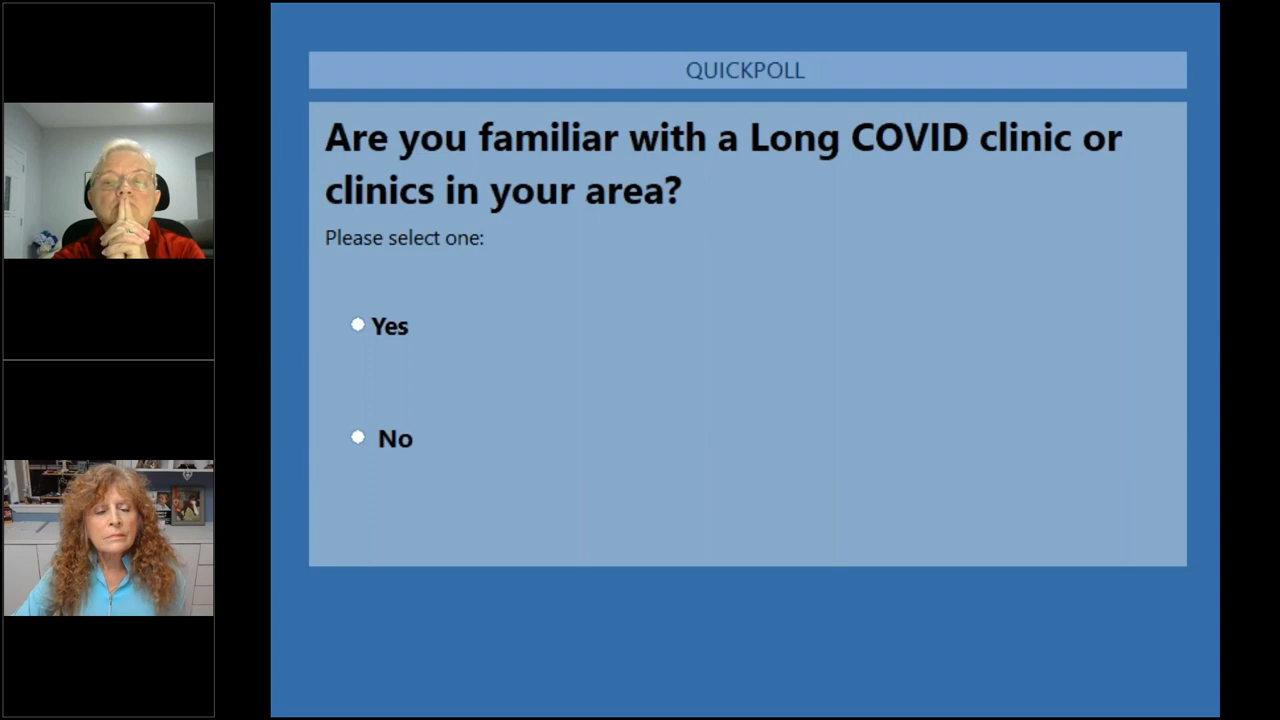 QUICKPOLL
Are you familiar with a Long COVID clinic or
clinics in your area?
Please select one:
Yes
No